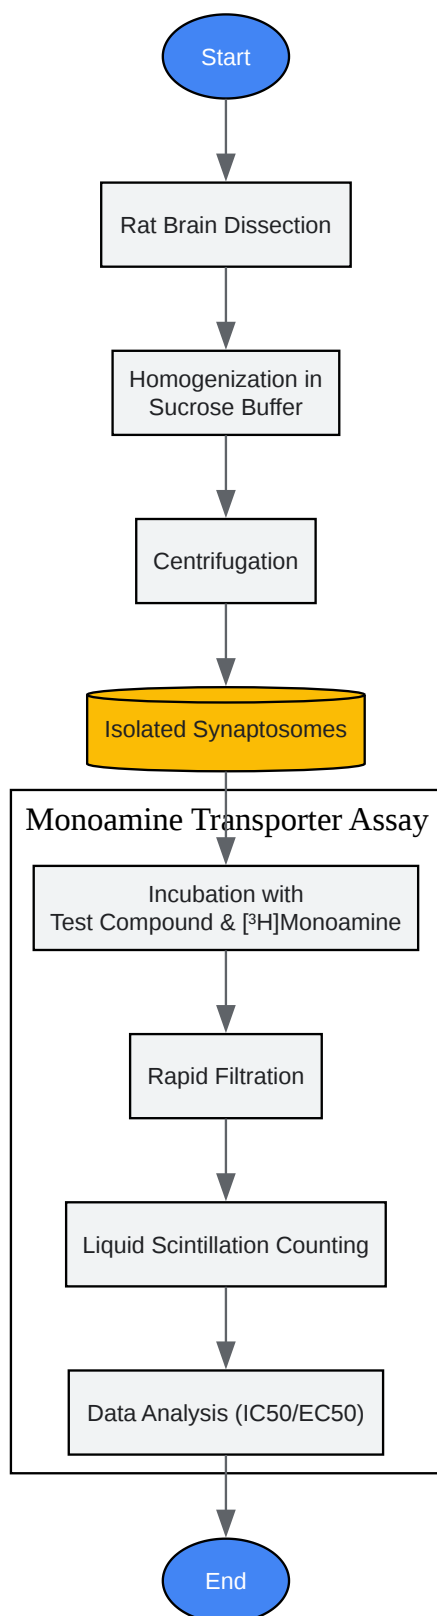 Start
Rat Brain Dissection
Homogenization in
Sucrose Buffer
Centrifugation
Isolated Synaptosomes
Monoamine Transporter Assay
Incubation with
Test Compound & [³H]Monoamine
Rapid Filtration
Liquid Scintillation Counting
Data Analysis (IC50/EC50)
End